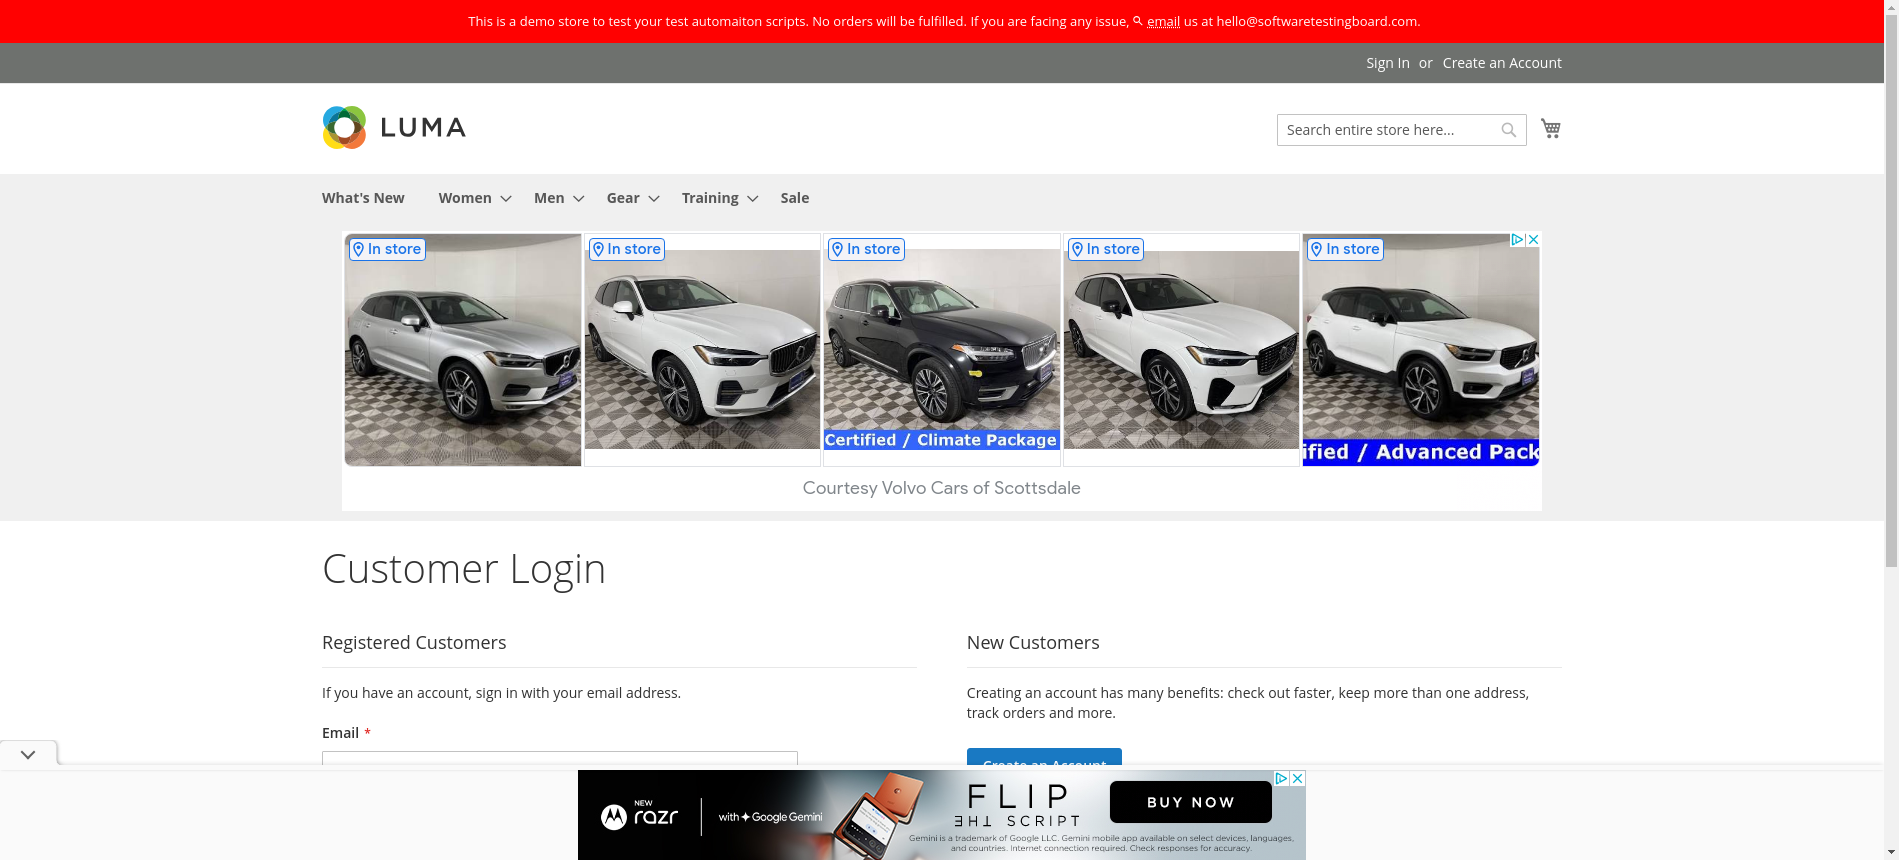 This is a demo store to test your test automaiton scripts. No orders will be fulfilled. If you are facing any issue, email us at hello@softwaretestingboard.com.
Sign In or Create an Account
LUMA
Search entire store here...
What's New Women Men Gear Training Sale
In store In store In store In store In store
Certified / Climate Package
ified / Advanced Pack
Courtesy Volvo Cars of Scottsdale
Customer Login
Registered Customers
New Customers
If you have an account, sign in with your email address.
Creating an account has many benefits: check out faster, keep more than one address,
track orders and more.
Email *
Create an Account
NEW
razr
with Google Gemini
FLIP
THE SCRIPT
BUY NOW
Gemini is a trademark of Google LLC. Gemini mobile app available on select devices, languages,
and countries. Internet connection required. Check responses for accuracy.